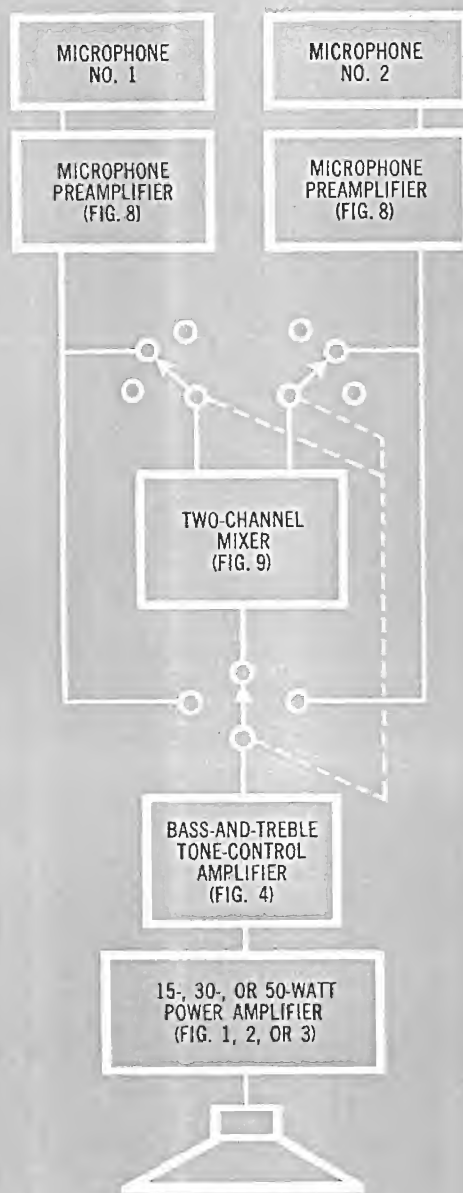 MICROPHONE
NO. 1
MICROPHONE
NO. 2
MICROPHONE
PREAMPLIFIER
(FIG. 8)
MICROPHONE
PREAMPLIFIER
(FIG. 8)
TWO-CHANNEL
MIXER
(FIG. 9)
BASS-AND-TREBLE
TONE-CONTROL
AMPLIFIER
(FIG. 4)
15-, 30-, OR 50-WATT
POWER AMPLIFIER
(FIG. 1, 2, OR 3)